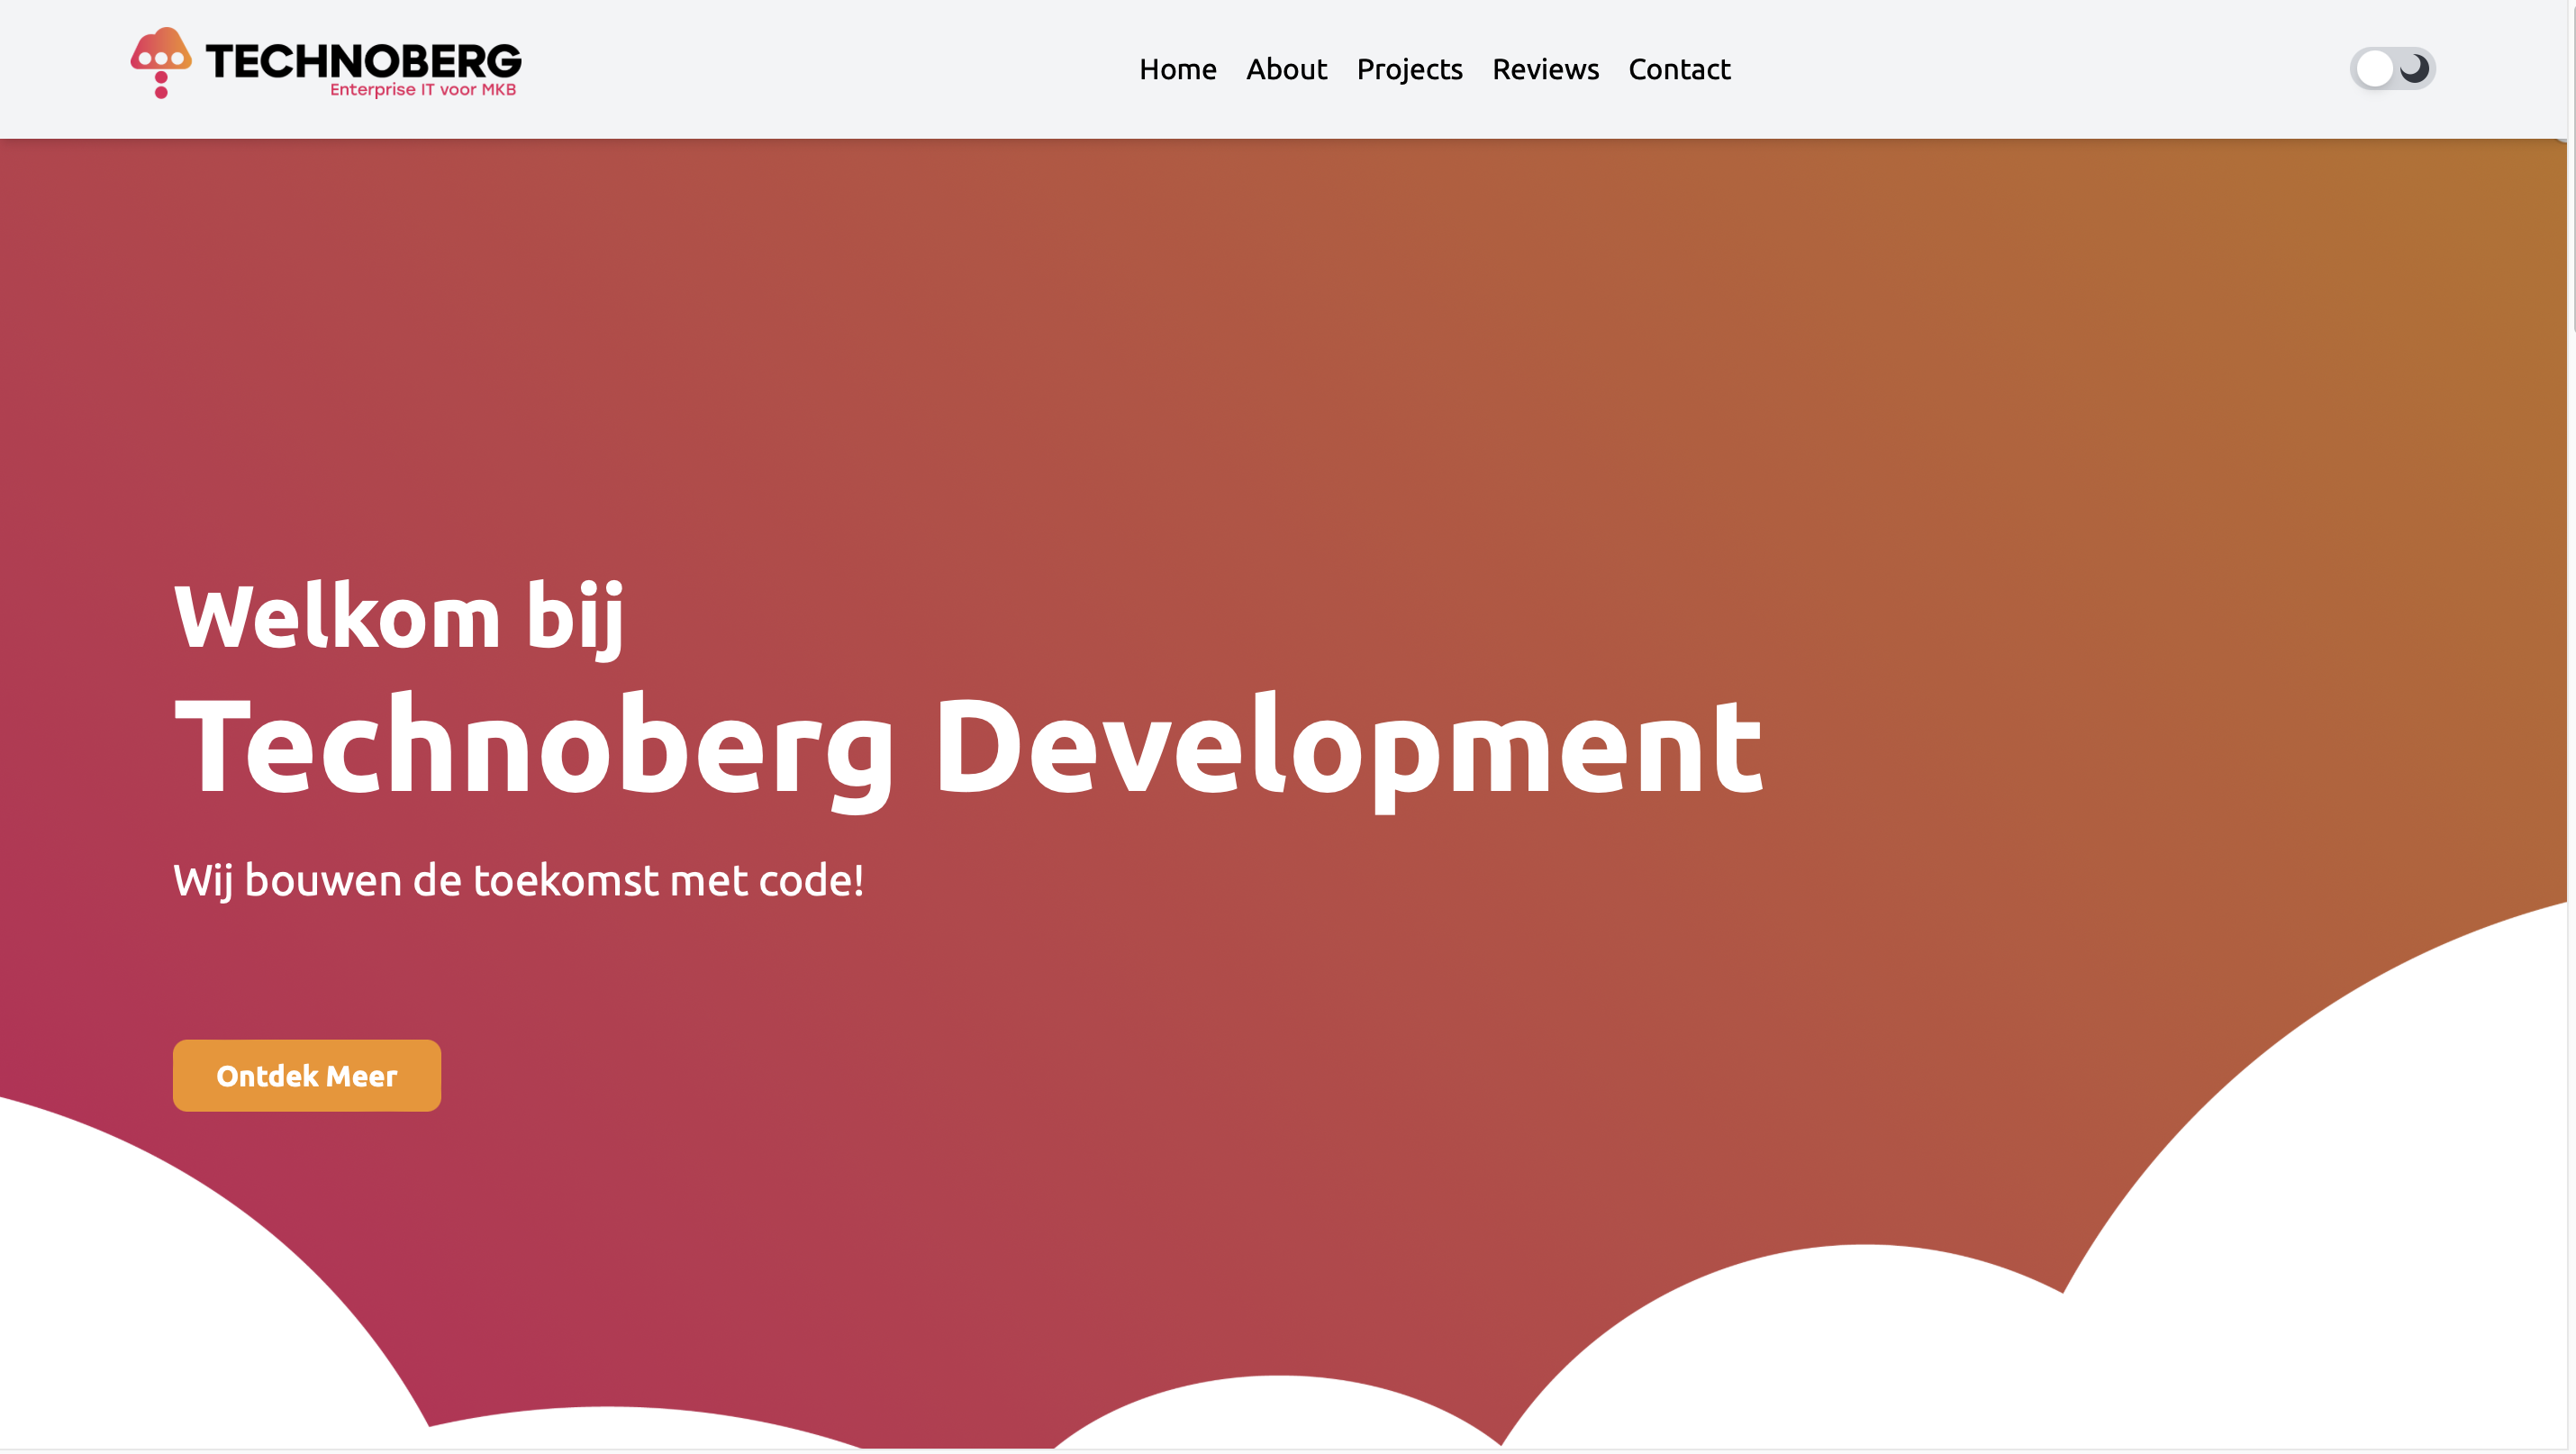 TECHNOBERG
Enterprise IT voor MKB
Home About Projects Reviews Contact
Welkom bij
Technoberg Development
Wij bouwen de toekomst met code!
Ontdek Meer